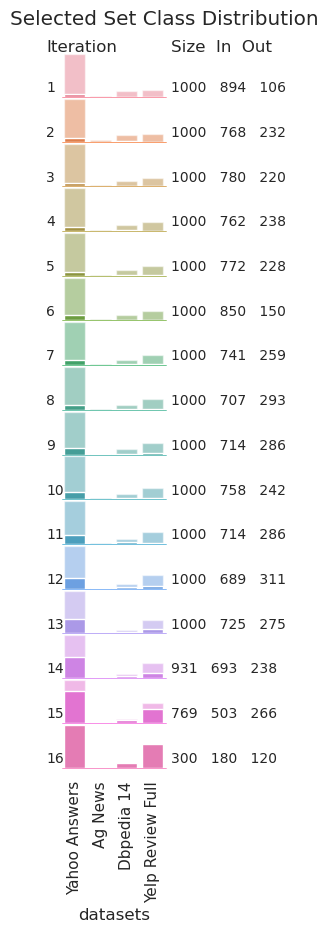 Selected Set Class Distribution
Iteration Size In Out
1 1000 894 106
2 1000 768 232
3 1000 780 220
4 1000 762 238
5 1000 772 228
6 1000 850 150
7 1000 741 259
8 1000 707 293
9 1000 714 286
10 1000 758 242
11 1000 714 286
12 1000 689 311
13 1000 725 275
14 931 693 238
15 769 503 266
16 300 180 120
Yahoo Answers
Ag News
Dbpedia 14
Yelp Review Full
datasets